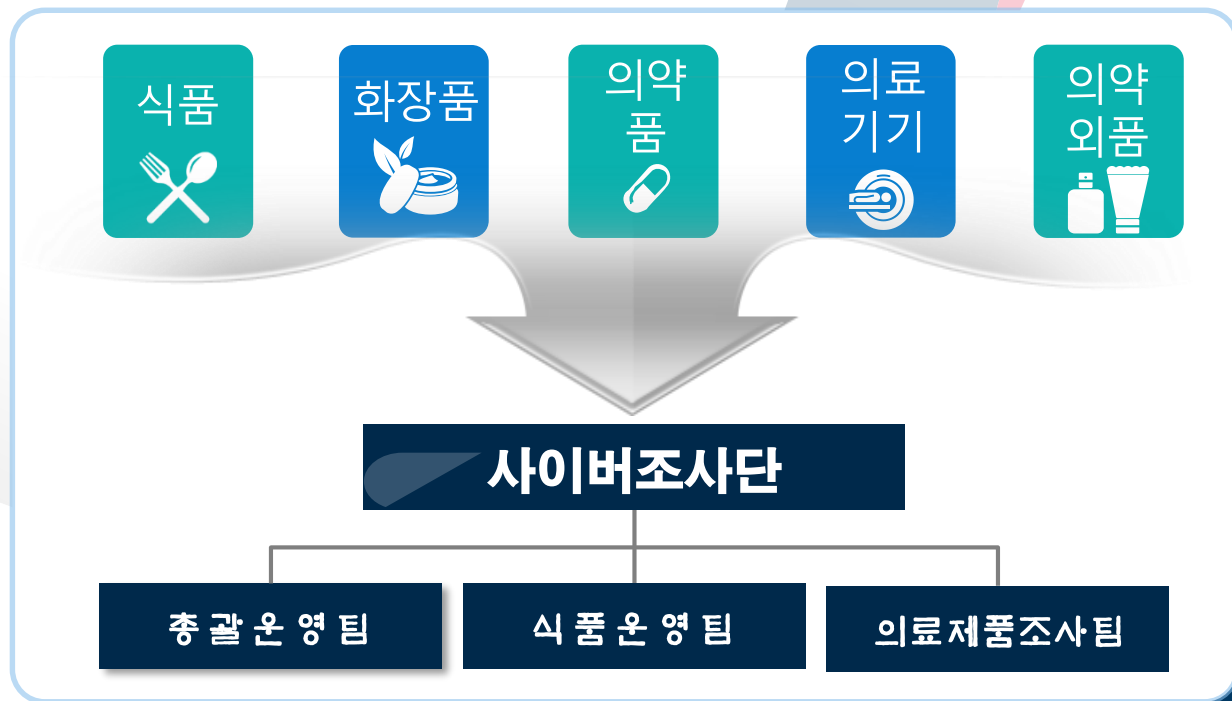 식품
화장품
의약
품
의료
기기
의약
외품
사이버조사단
총괄운영팀
식품운영팀
의료제품조사팀